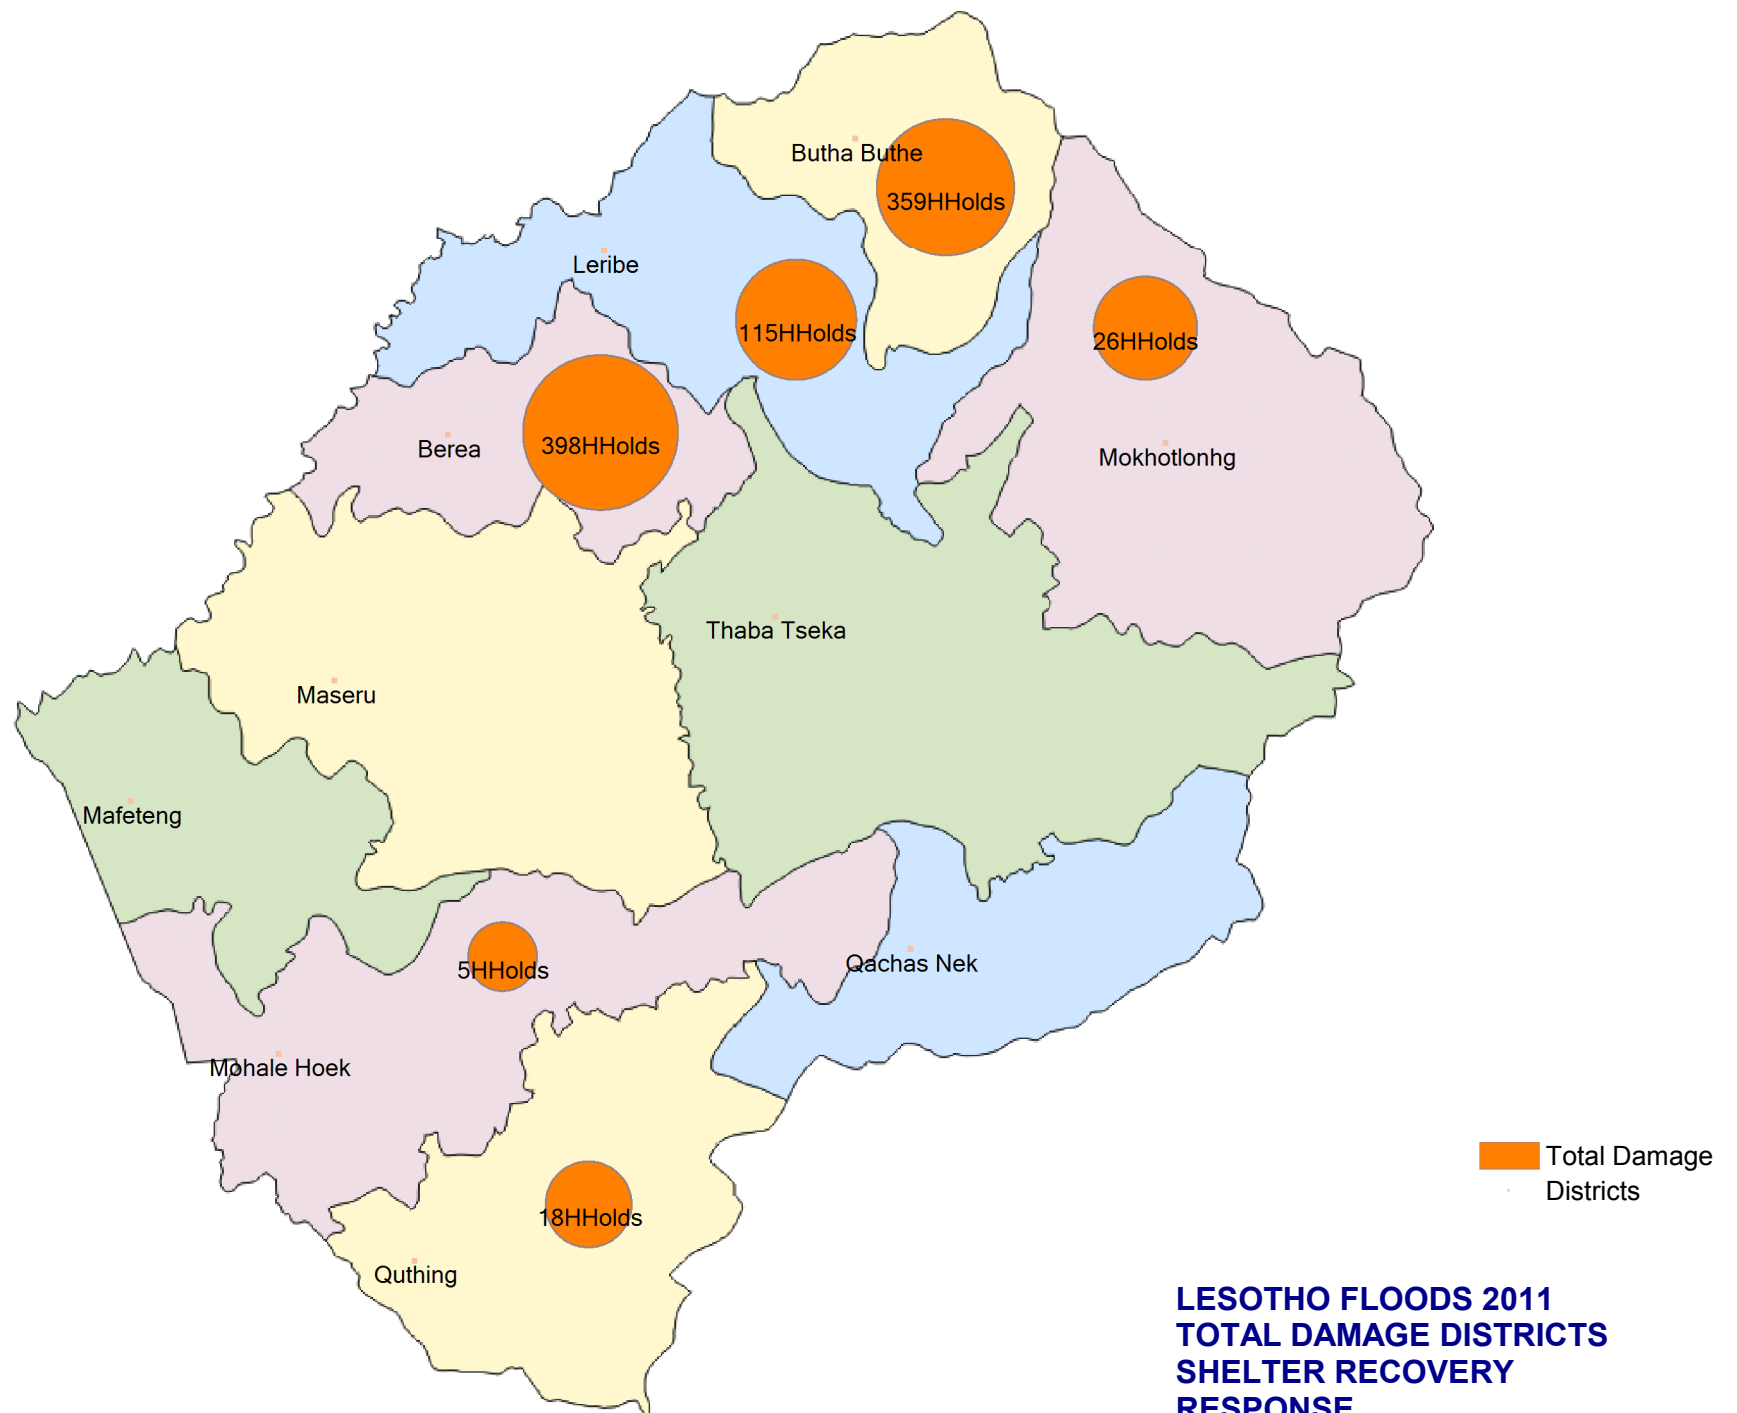 Butha Buthe
359HHolds
Leribe
115HHolds
26HHolds
Berea
398HHolds
Mokhotlonhg
Thaba Tseka
Maseru
Mafeteng
5HHolds
Qachas Nek
Mohale Hoek
18HHolds
Quthing
Total Damage
Districts
LESOTHO FLOODS 2011
TOTAL DAMAGE DISTRICTS
SHELTER RECOVERY
RESPONSE